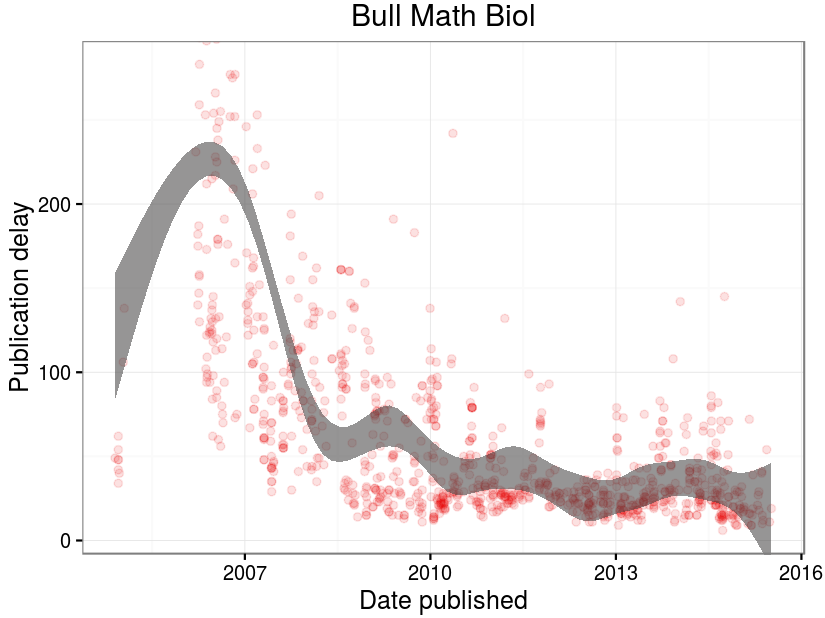 Bull Math Biol
Publication delay
200
100
0
2007 2010 2013 2016
Date published